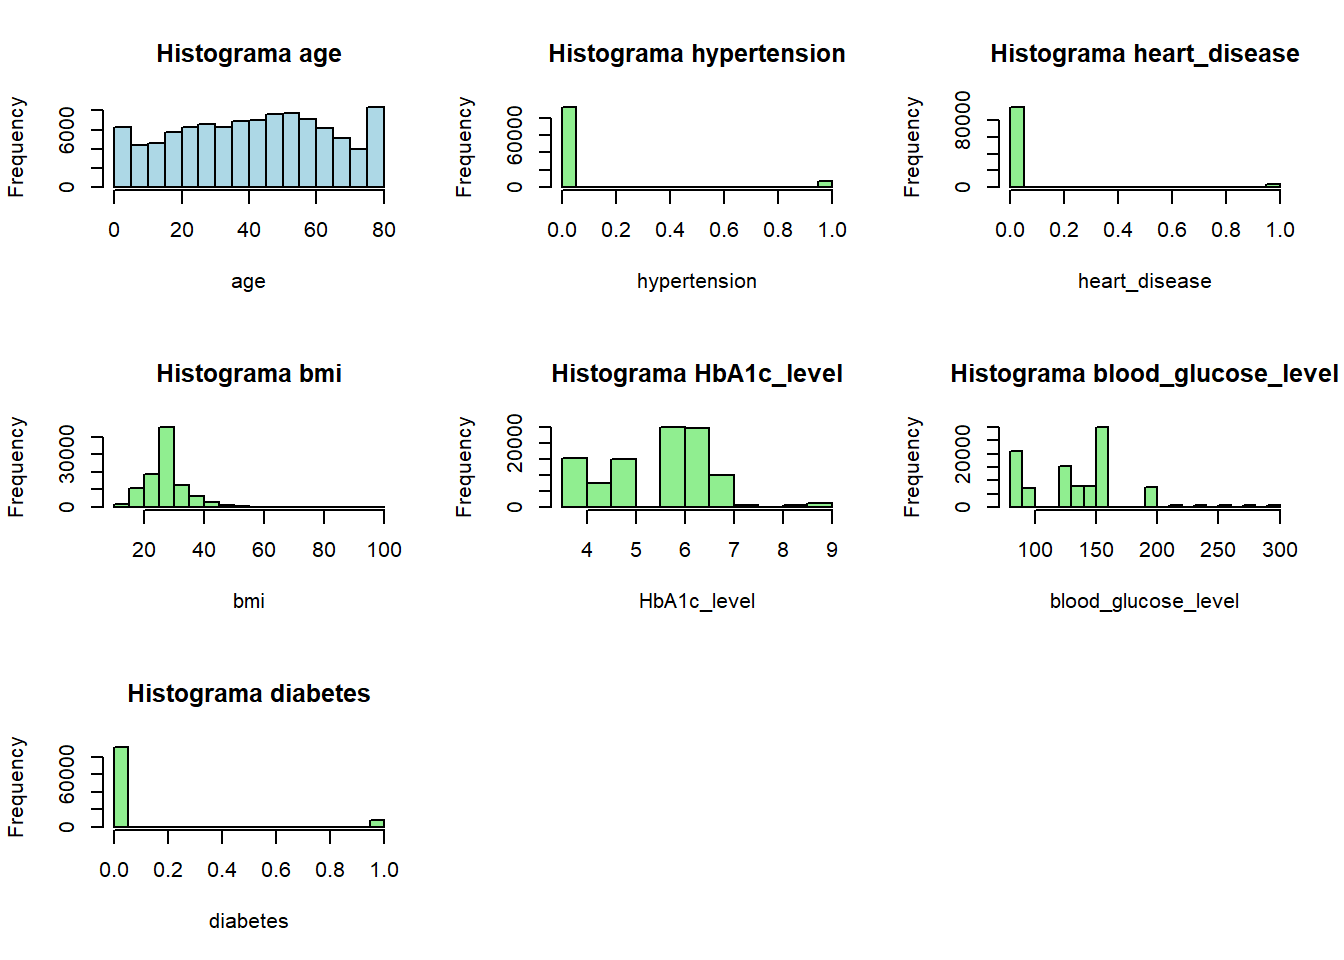 Histograma age
Frequency
0 6000
0 20 40 60 80
age
Histograma hypertension
Frequency
0 60000
0.0 0.2 0.4 0.6 0.8 1.0
hypertension
Histograma heart_disease
Frequency
0 80000
0.0 0.2 0.4 0.6 0.8 1.0
heart_disease
Histograma bmi
Frequency
0 30000
20 40 60 80 100
bmi
Histograma HbA1c_level
Frequency
0 20000
4 5 6 7 8 9
HbA1c_level
Histograma blood_glucose_level
Frequency
0 20000
100 150 200 250 300
blood_glucose_level
Histograma diabetes
Frequency
0 60000
0.0 0.2 0.4 0.6 0.8 1.0
diabetes